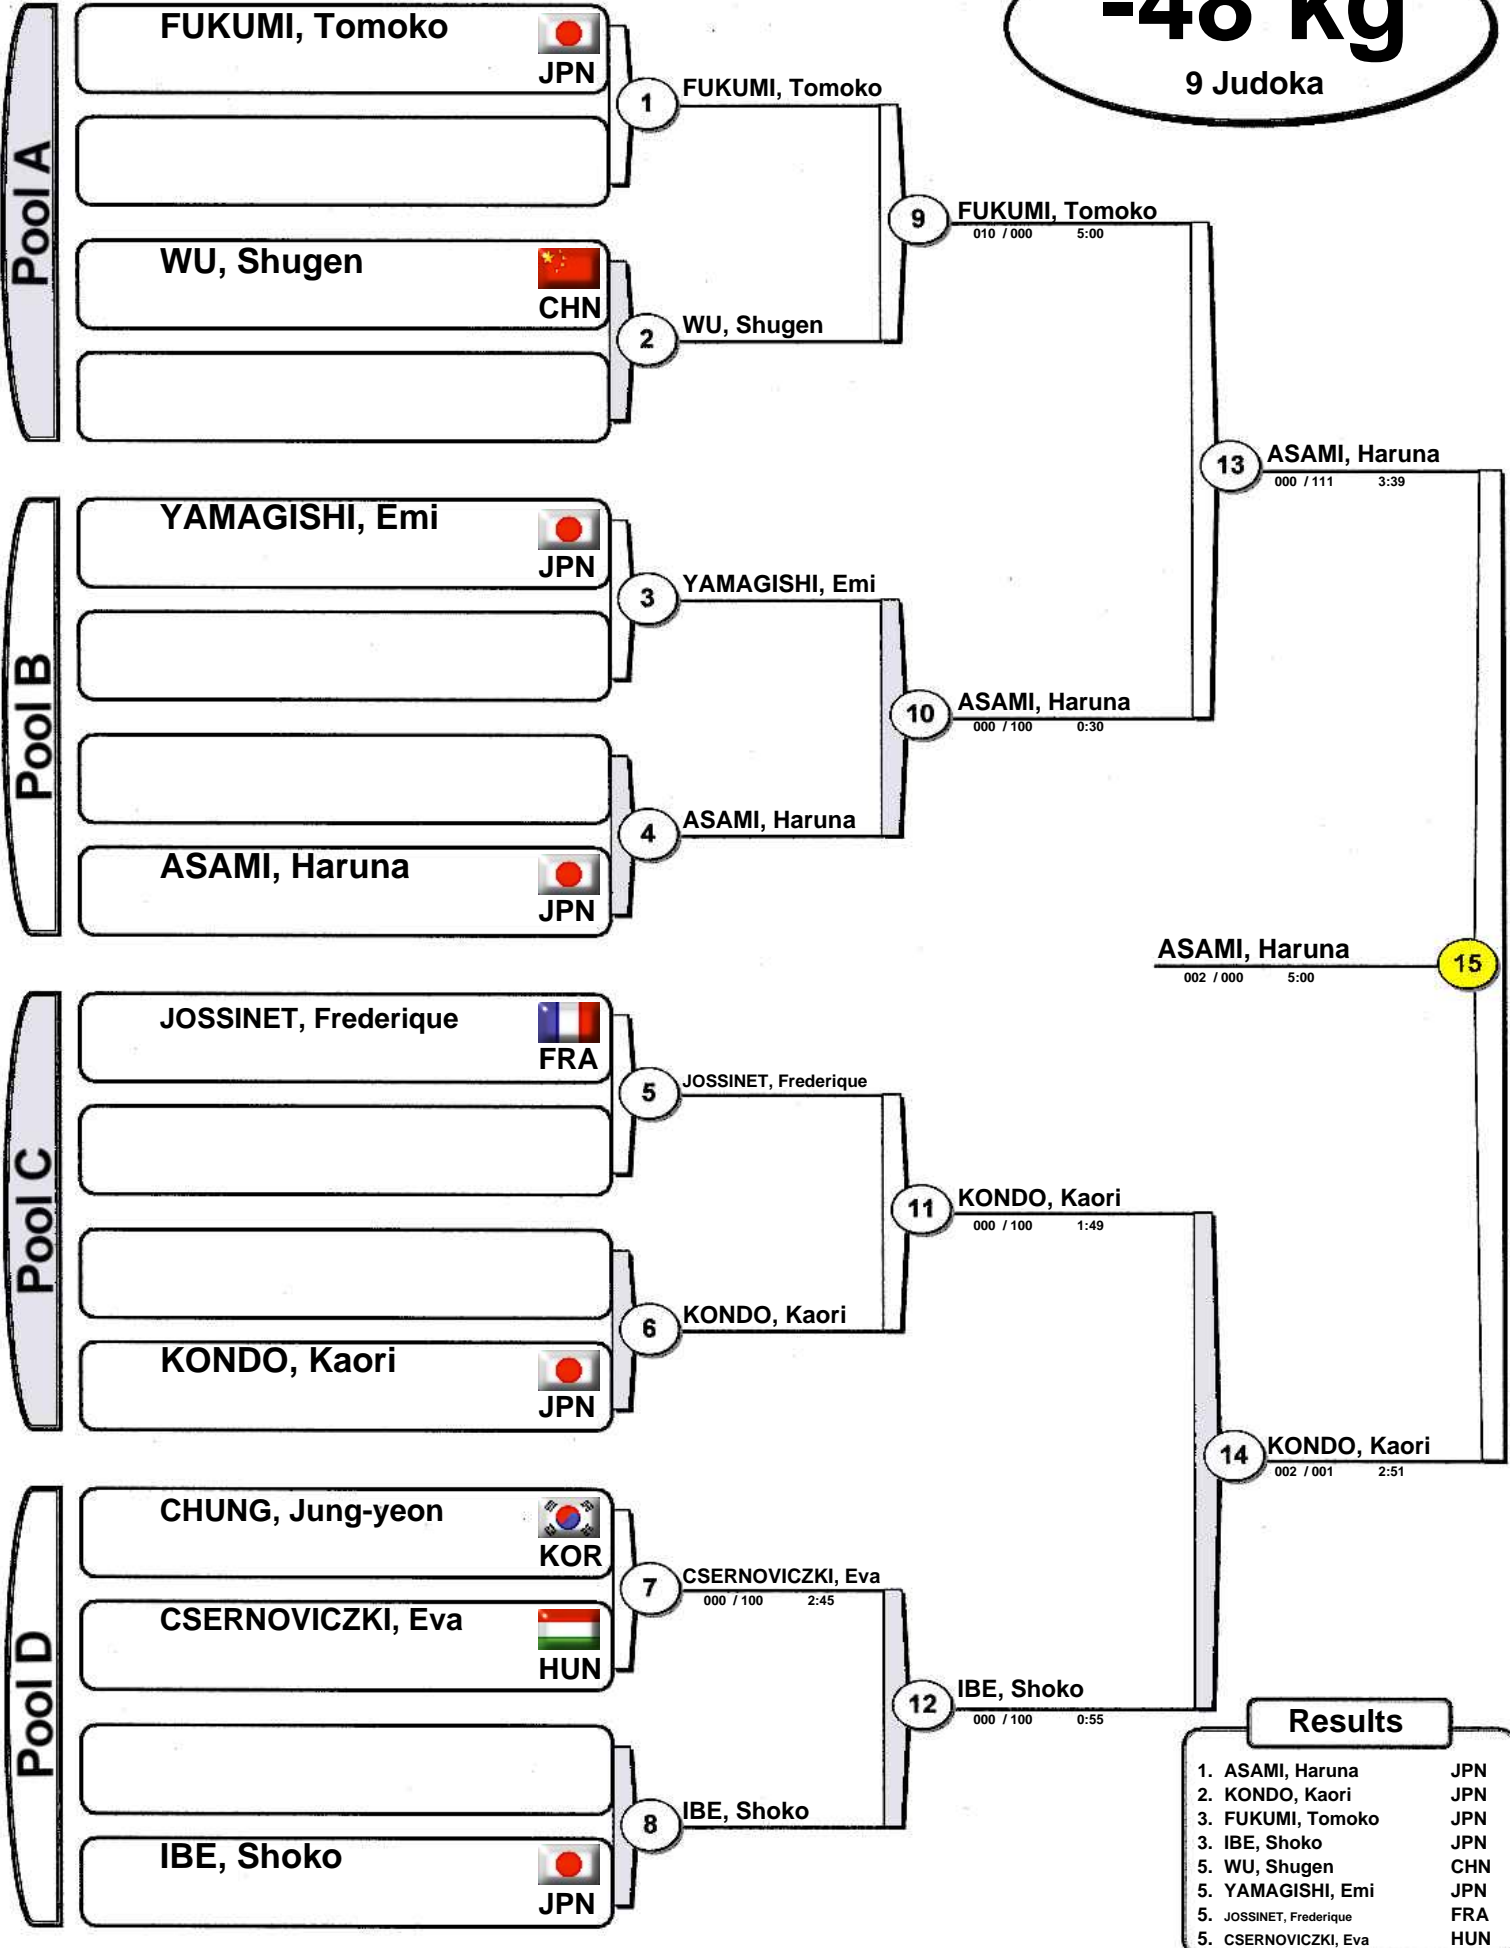 -48 kg
9 Judoka
Pool A
FUKUMI, Tomoko
JPN
1
FUKUMI, Tomoko
WU, Shugen
CHN
2
WU, Shugen
9
FUKUMI, Tomoko
010 / 000 5:00
Pool B
YAMAGISHI, Emi
JPN
3
YAMAGISHI, Emi
4
ASAMI, Haruna
ASAMI, Haruna
JPN
10
ASAMI, Haruna
000 / 100 0:30
13
ASAMI, Haruna
000 / 111 3:39
ASAMI, Haruna
002 / 000 5:00
15
Pool C
JOSSINET, Frederique
FRA
5
JOSSINET, Frederique
6
KONDO, Kaori
KONDO, Kaori
JPN
11
KONDO, Kaori
000 / 100 1:49
14
KONDO, Kaori
002 / 001 2:51
Pool D
CHUNG, Jung-yeon
KOR
7
CSERNOVICZKI, Eva
000 / 100 2:45
CSERNOVICZKI, Eva
HUN
12
IBE, Shoko
000 / 100 0:55
8
IBE, Shoko
IBE, Shoko
JPN
Results
1. ASAMI, Haruna JPN
2. KONDO, Kaori JPN
3. FUKUMI, Tomoko JPN
3. IBE, Shoko JPN
5. WU, Shugen CHN
5. YAMAGISHI, Emi JPN
5. JOSSINET, Frederique FRA
5. CSERNOVICZKI, Eva HUN